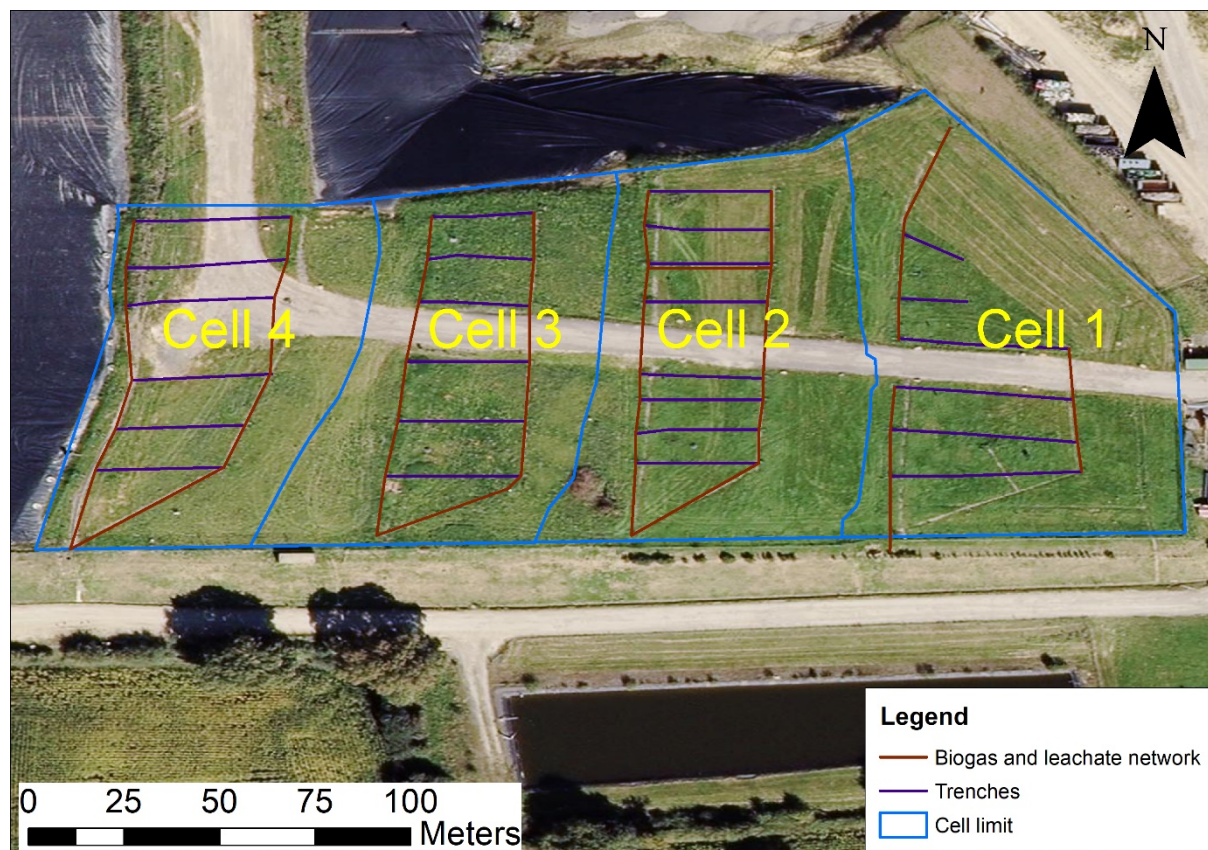 N
Cell 4
Cell 3
Cell 2
Cell 1
Legend
Biogas and leachate network
Trenches
Cell limit
0 25 50 75 100
Meters